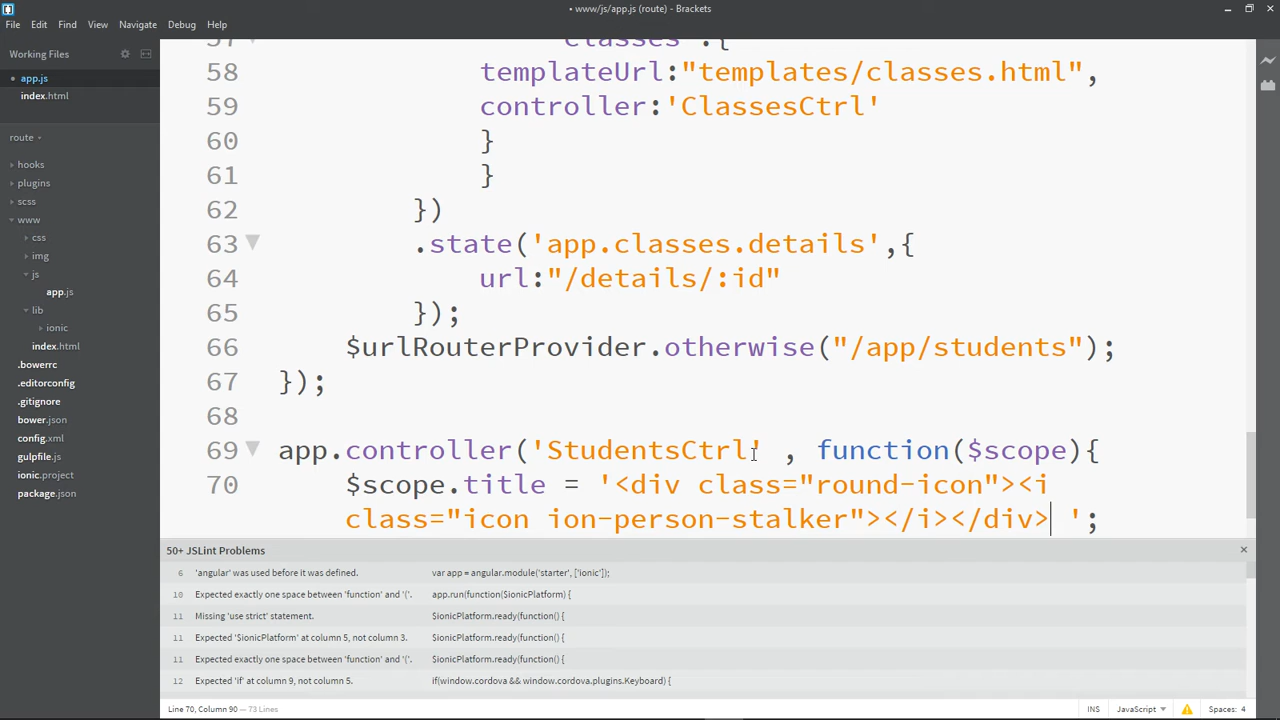 • www/js/app.js (route) - Brackets
File Edit Find View Navigate Debug Help
Working Files
• app.js
index.html
route
hooks
plugins
scss
www
css
img
js
app.js
lib
ionic
index.html
.bowerrc
.editorconfig
.gitignore
bower.json
config.xml
gulpfile.js
ionic.project
package.json
57 classes :{
58 templateUrl:"templates/classes.html",
59 controller:'ClassesCtrl'
60 }
61 }
62 })
63 .state('app.classes.details',{
64 url:"/details/:id"
65 });
66 $urlRouterProvider.otherwise("/app/students");
67 });
68
69 app.controller('StudentsCtrl' , function($scope){
70 $scope.title = '<div class="round-icon"><i
class="icon ion-person-stalker"></i></div> ';
50+ JSLint Problems
6 'angular' was used before it was defined. var app = angular.module('starter', ['ionic']);
10 Expected exactly one space between 'function' and '('. app.run(function($ionicPlatform) {
11 Missing 'use strict' statement. $ionicPlatform.ready(function() {
11 Expected '$ionicPlatform' at column 5, not column 3. $ionicPlatform.ready(function() {
11 Expected exactly one space between 'function' and '('. $ionicPlatform.ready(function() {
12 Expected 'if' at column 9, not column 5. if(window.cordova && window.cordova.plugins.Keyboard) {
Line 70, Column 90 — 73 Lines INS JavaScript Spaces: 4